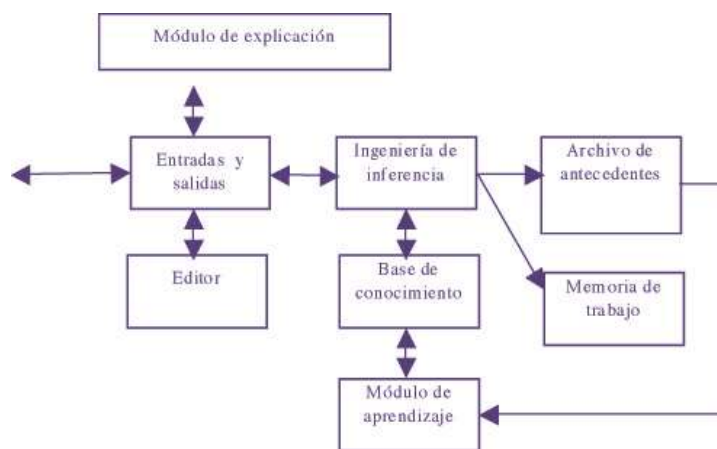 Módulo de explicación
Entradas y
salidas
Ingeniería de
inferencia
Archivo de
antecedentes
Editor
Base de
conocimiento
Memoria de
trabajo
Módulo de
aprendizaje